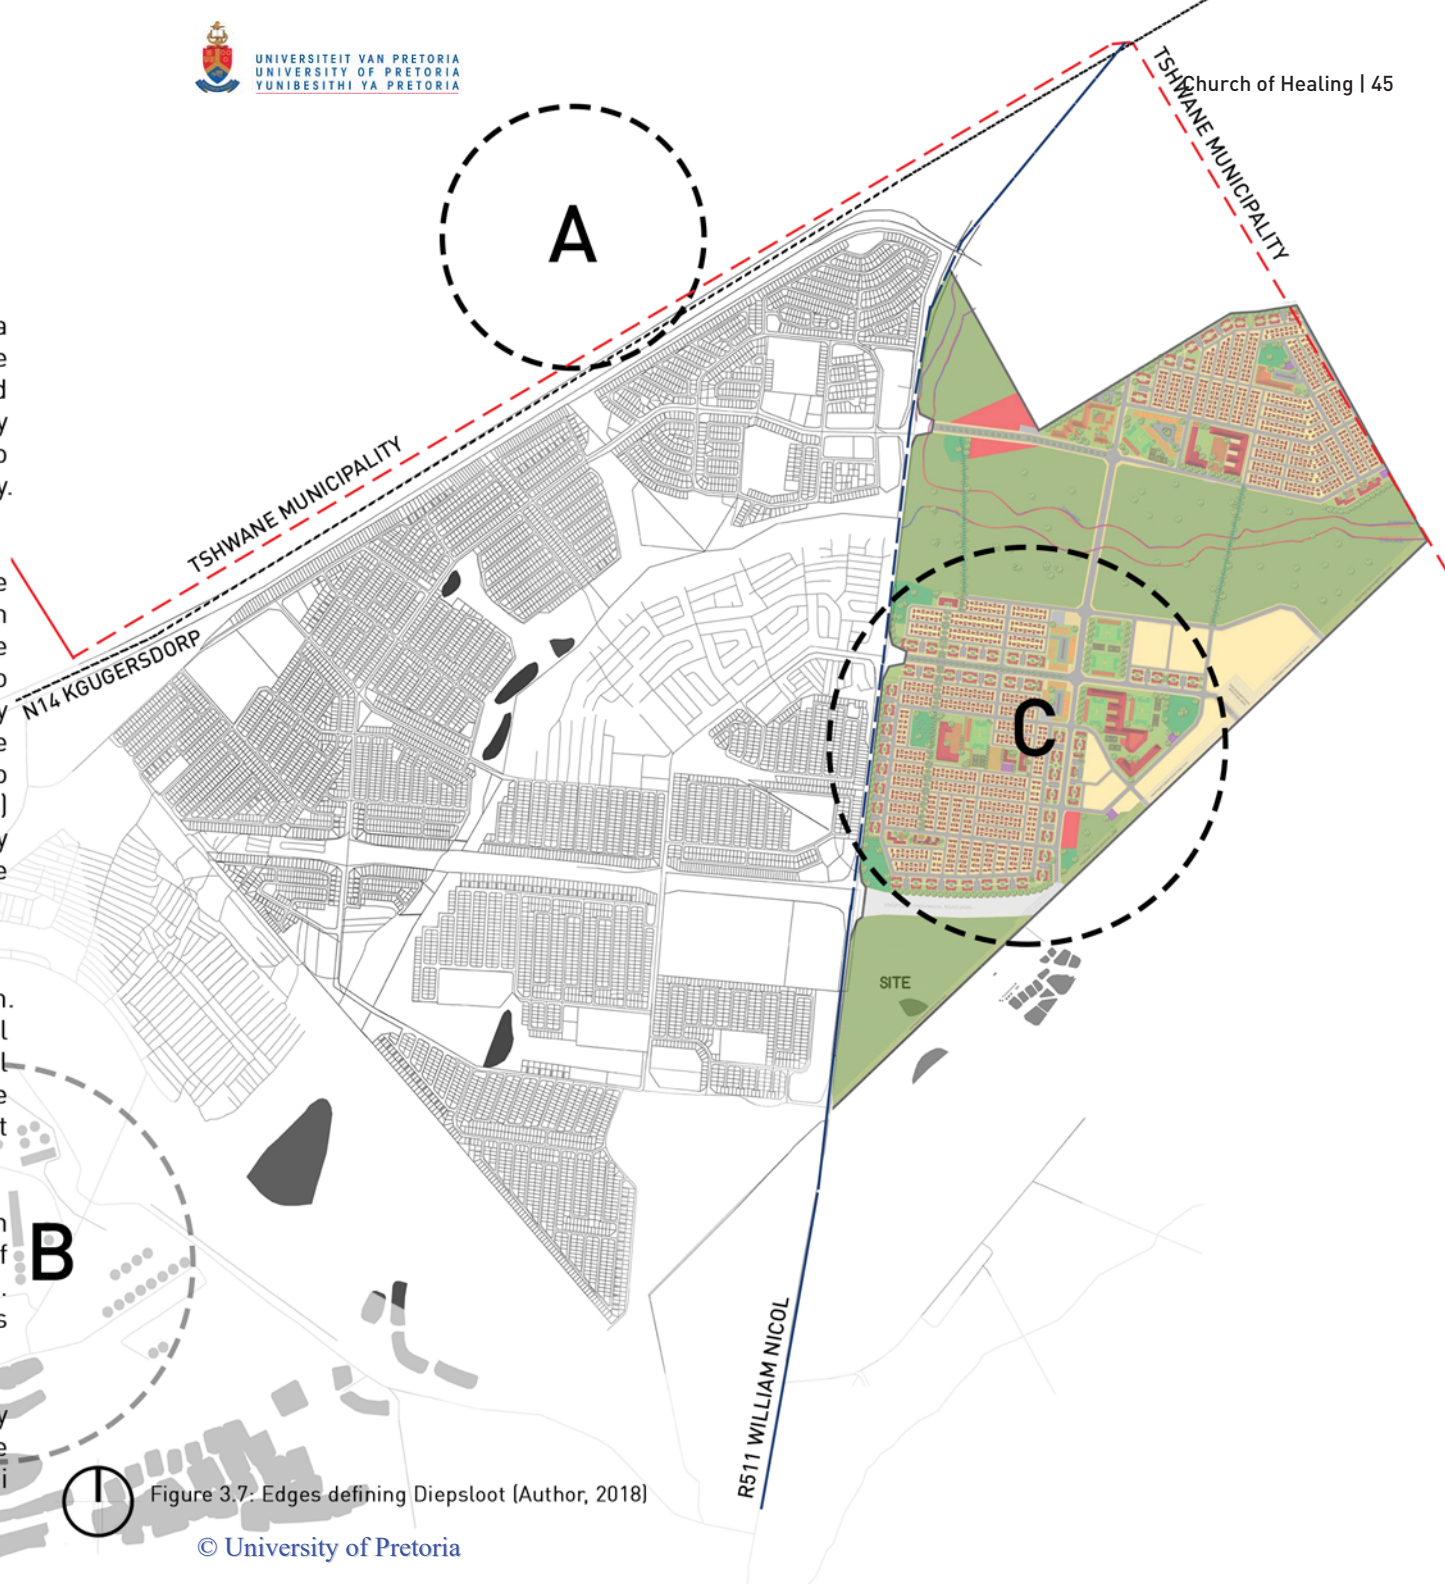 UNIVERSITEIT VAN PRETORIA
UNIVERSITY OF PRETORIA
YUNIBESITHI YA PRETORIA
Church of Healing | 45
TSHWANE MUNICIPALITY
A
TSHWANE MUNICIPALITY
N14 KGUGERSDORP
C
SITE
B
R511 WILLIAM NICOL
Figure 3.7: Edges defining Diepsloot (Author, 2018)
© University of Pretoria